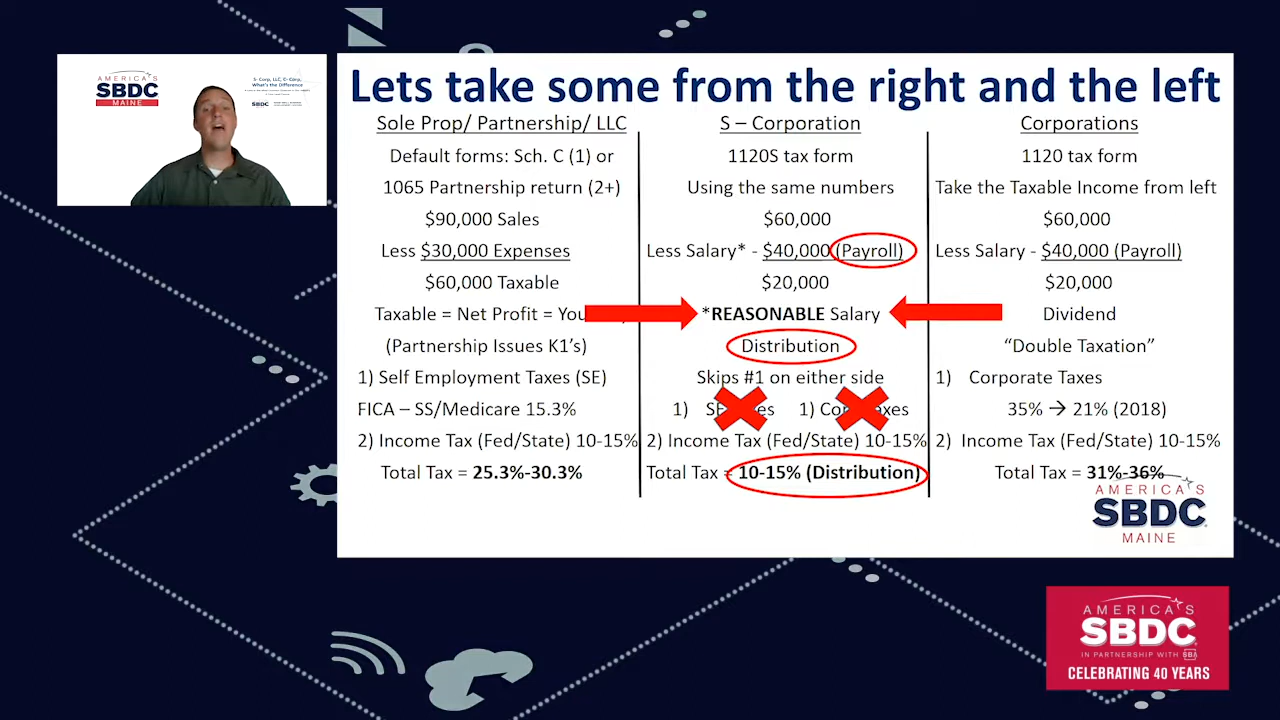 AMERICA'S
SBDC
MAINE
S- Corp, LLC, C- Corp,
What's the Difference
SBDC
Lets take some from the right and the left
Sole Prop/ Partnership/ LLC
Default forms: Sch. C (1) or
1065 Partnership return (2+)
$90,000 Sales
Less $30,000 Expenses
$60,000 Taxable
Taxable = Net Profit = You
(Partnership Issues K1's)
1) Self Employment Taxes (SE)
FICA – SS/Medicare 15.3%
2) Income Tax (Fed/State) 10-15%
Total Tax = 25.3%-30.3%
S – Corporation
1120S tax form
Using the same numbers
$60,000
Less Salary* - $40,000 (Payroll)
$20,000
*REASONABLE Salary
Distribution
Skips #1 on either side
1) SE Taxes 1) Corp Taxes
2) Income Tax (Fed/State) 10-15%
Total Tax = 10-15% (Distribution)
Corporations
1120 tax form
Take the Taxable Income from left
$60,000
Less Salary - $40,000 (Payroll)
$20,000
Dividend
"Double Taxation"
1) Corporate Taxes
35% → 21% (2018)
2) Income Tax (Fed/State) 10-15%
Total Tax = 31%-36%
AMERICA'S
SBDC
MAINE
AMERICA'S
SBDC
IN PARTNERSHIP WITH SBA
CELEBRATING 40 YEARS